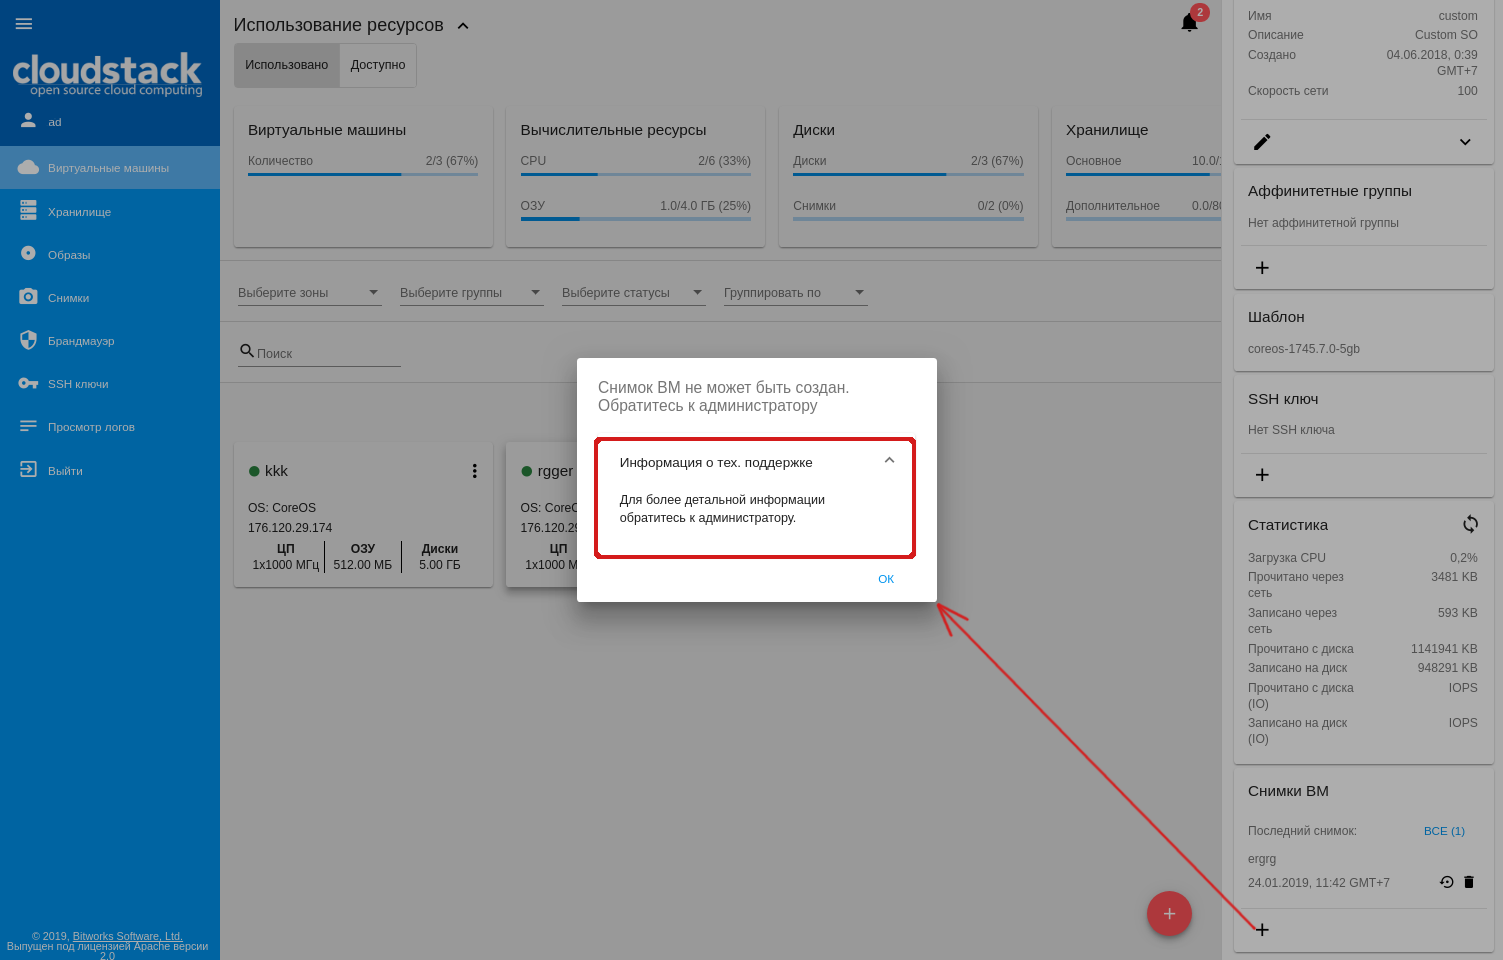 Использование ресурсов
2
Использовано
Доступно
cloudstack
open source cloud computing
ad
Виртуальные машины
Хранилище
Образы
Снимки
Брандмауэр
SSH ключи
Просмотр логов
Выйти
© 2019, Bitworks Software, Ltd.
Выпущен под лицензией Apache версии
2.0
Виртуальные машины
Количество 2/3 (67%)
Вычислительные ресурсы
CPU 2/6 (33%)
ОЗУ 1.0/4.0 ГБ (25%)
Диски
Диски 2/3 (67%)
Снимки 0/2 (0%)
Хранилище
Основное 10.0/
Дополнительное 0.0/8
Выберите зоны
Выберите группы
Выберите статусы
Группировать по
Поиск
kkk
OS: CoreOS
176.120.29.174
ЦП ОЗУ Диски
1x1000 МГц 512.00 МБ 5.00 ГБ
rgger
OS: Co
176.120.29
ЦП
1x1000 М
Снимок ВМ не может быть создан.
Обратитесь к администратору
Информация о тех. поддержке
Для более детальной информации
обратитесь к администратору.
ОК
Имя custom
Описание Custom SO
Создано 04.06.2018, 0:39
GMT+7
Скорость сети 100
Аффинитетные группы
Нет аффинитетной группы
Шаблон
coreos-1745.7.0-5gb
SSH ключ
Нет SSH ключа
Статистика
Загрузка CPU 0,2%
Прочитано через 3481 KB
сеть
Записано через 593 KB
сеть
Прочитано с диска 1141941 KB
Записано на диск 948291 KB
Прочитано с диска IOPS
(IO)
Записано на диск IOPS
(IO)
Снимки ВМ
Последний снимок: ВСЕ (1)
ergrg
24.01.2019, 11:42 GMT+7